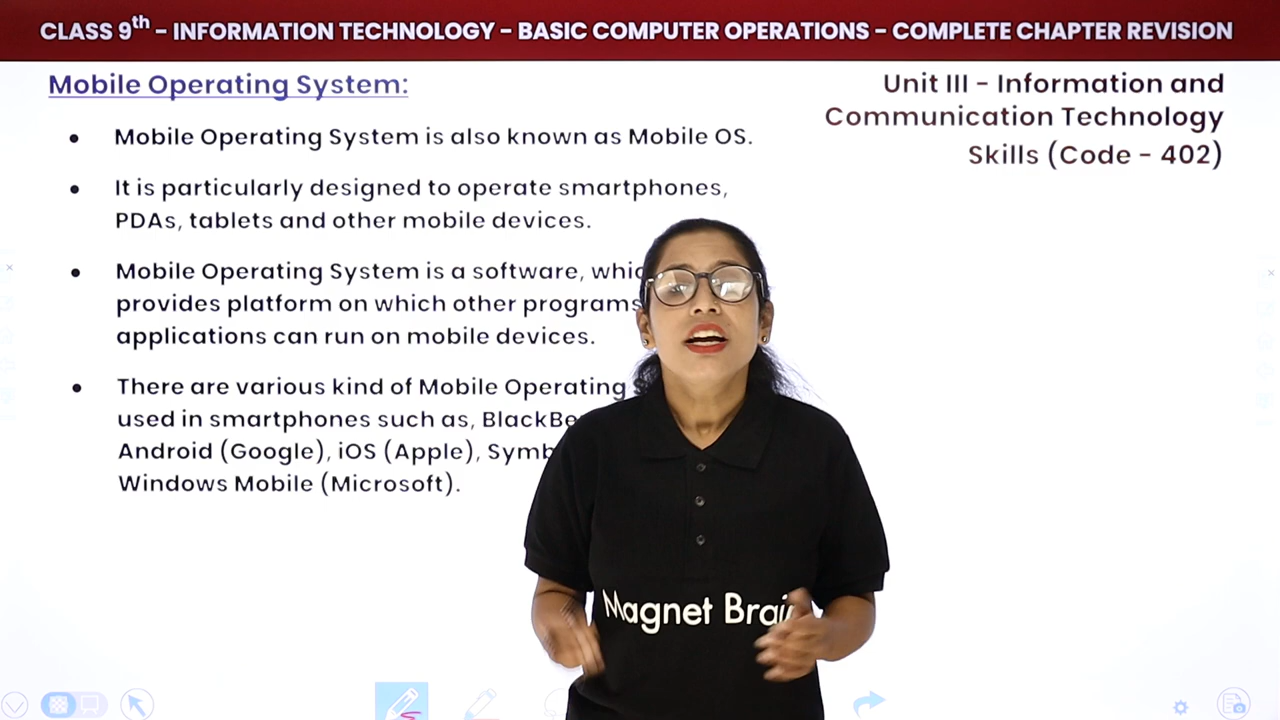 CLASS 9th - INFORMATION TECHNOLOGY - BASIC COMPUTER OPERATIONS - COMPLETE CHAPTER REVISION
Mobile Operating System:
• Mobile Operating System is also known as Mobile OS.
• It is particularly designed to operate smartphones,
PDAs, tablets and other mobile devices.
• Mobile Operating System is a software,
provides platform on which other programs
applications can run on mobile devices.
• There are various kind of Mobile Operating
used in smartphones such as,
Android (Google), iOS (Apple),
Windows Mobile (Microsoft).
Unit III - Information and
Communication Technology
Skills (Code - 402)
Magnet